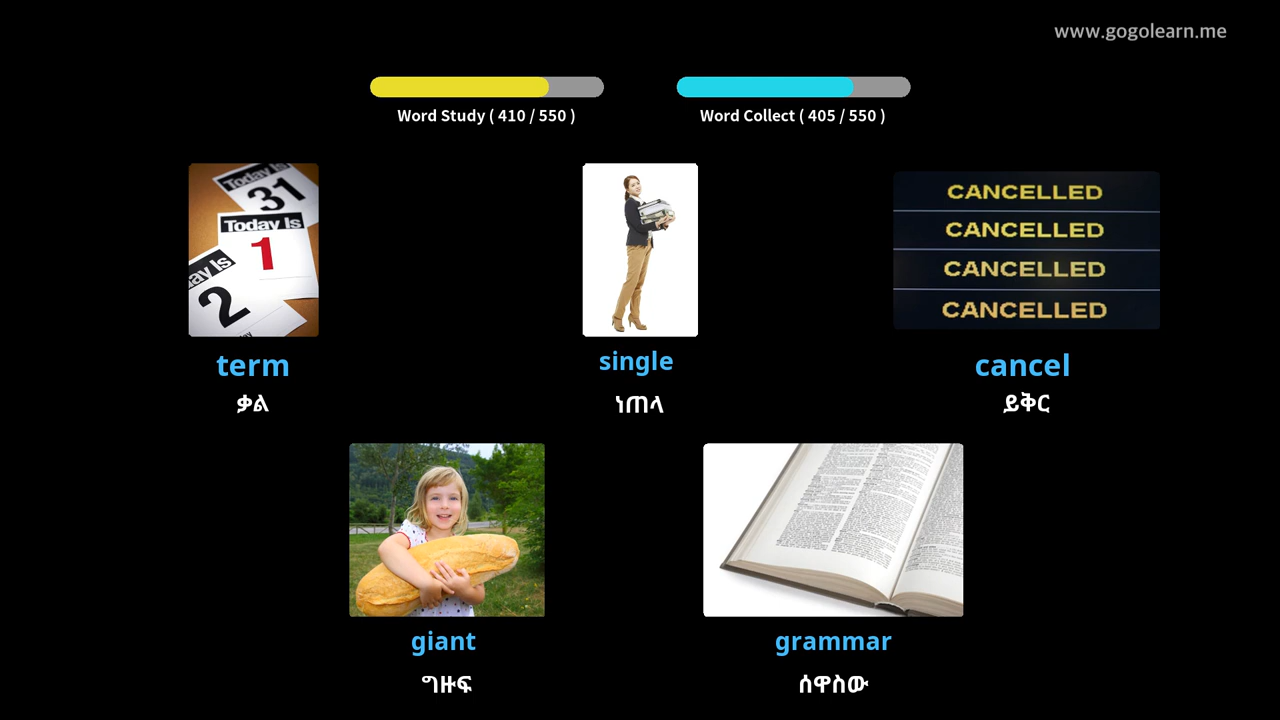 www.gogolearn.me
Word Study ( 410 / 550 )
Word Collect ( 405 / 550 )
Today Is
31
Today Is
1
ay Is
2
CANCELLED
CANCELLED
CANCELLED
CANCELLED
term
single
cancel
ቃል
ነጠላ
ይቅር
giant
grammar
ግዙፍ
ሰዋስው